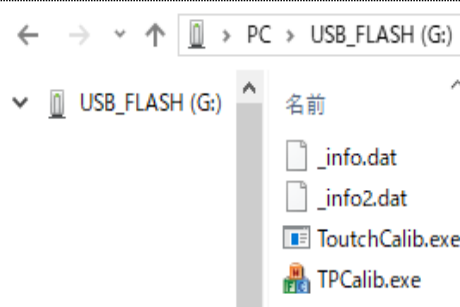 PC > USB_FLASH (G:)
USB_FLASH (G:)
名前
_info.dat
_info2.dat
ToutchCalib.exe
TPCalib.exe